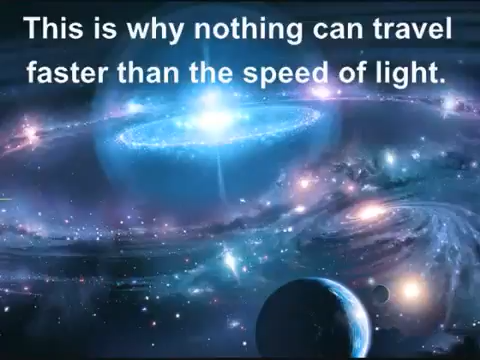 This is why nothing can travel
faster than the speed of light.